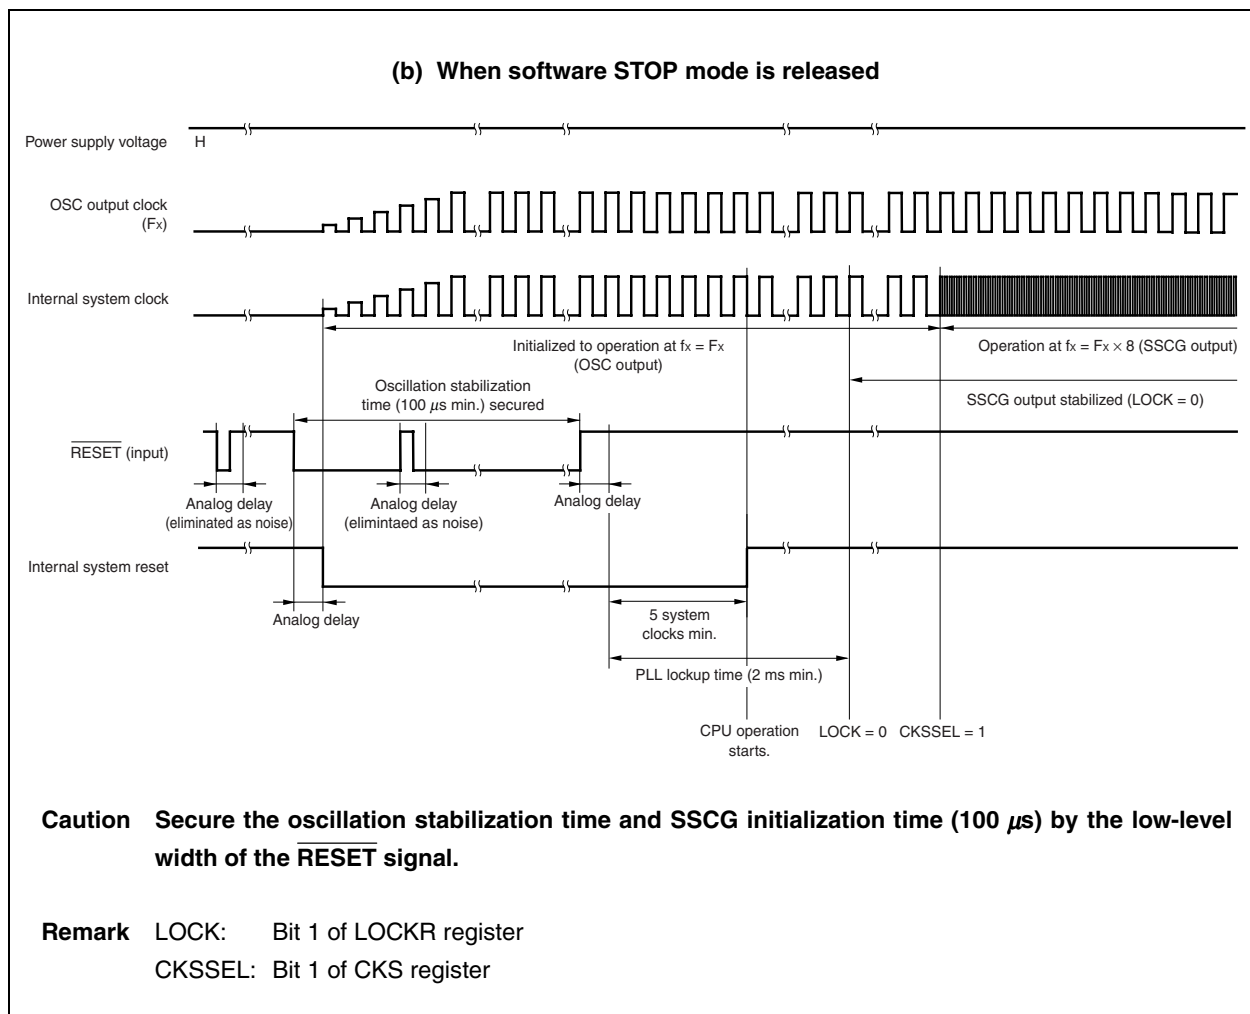 (b) When software STOP mode is released
Power supply voltage
H
OSC output clock
(Fx)
Internal system clock
Initialized to operation at fx = Fx
(OSC output)
Operation at fx = Fx × 8 (SSCG output)
Oscillation stabilization
time (100 μs min.) secured
SSCG output stabilized (LOCK = 0)
RESET (input)
Analog delay
(eliminated as noise)
Analog delay
(elimintaed as noise)
Analog delay
Internal system reset
Analog delay
5 system
clocks min.
PLL lockup time (2 ms min.)
CPU operation
starts.
LOCK = 0
CKSSEL = 1
Caution Secure the oscillation stabilization time and SSCG initialization time (100 μs) by the low-level
width of the RESET signal.
Remark LOCK: Bit 1 of LOCKR register
CKSSEL: Bit 1 of CKS register